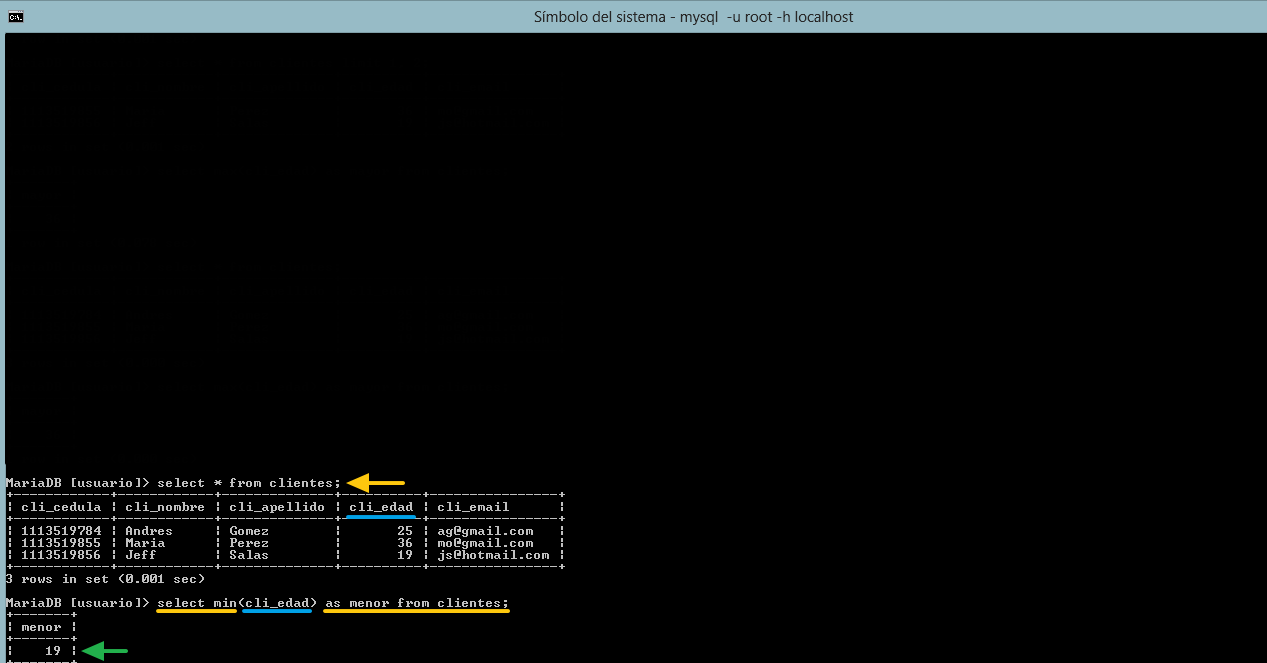 Símbolo del sistema - mysql  -u root -h localhost
MariaDB [usuario]> select * from clientes;
+------------+------------+--------------+----------+----------------+
| cli_cedula | cli_nombre | cli_apellido | cli_edad | cli_email      |
+------------+------------+--------------+----------+----------------+
| 1113519784 | Andres     | Gomez        |       25 | ag@gmail.com   |
| 1113519855 | Maria      | Perez        |       36 | mo@gmail.com   |
| 1113519856 | Jeff       | Salas        |       19 | js@hotmail.com |
+------------+------------+--------------+----------+----------------+
3 rows in set (0.001 sec)
MariaDB [usuario]> select min(cli_edad) as menor from clientes;
+-------+
| menor |
+-------+
|    19 |
+-------+